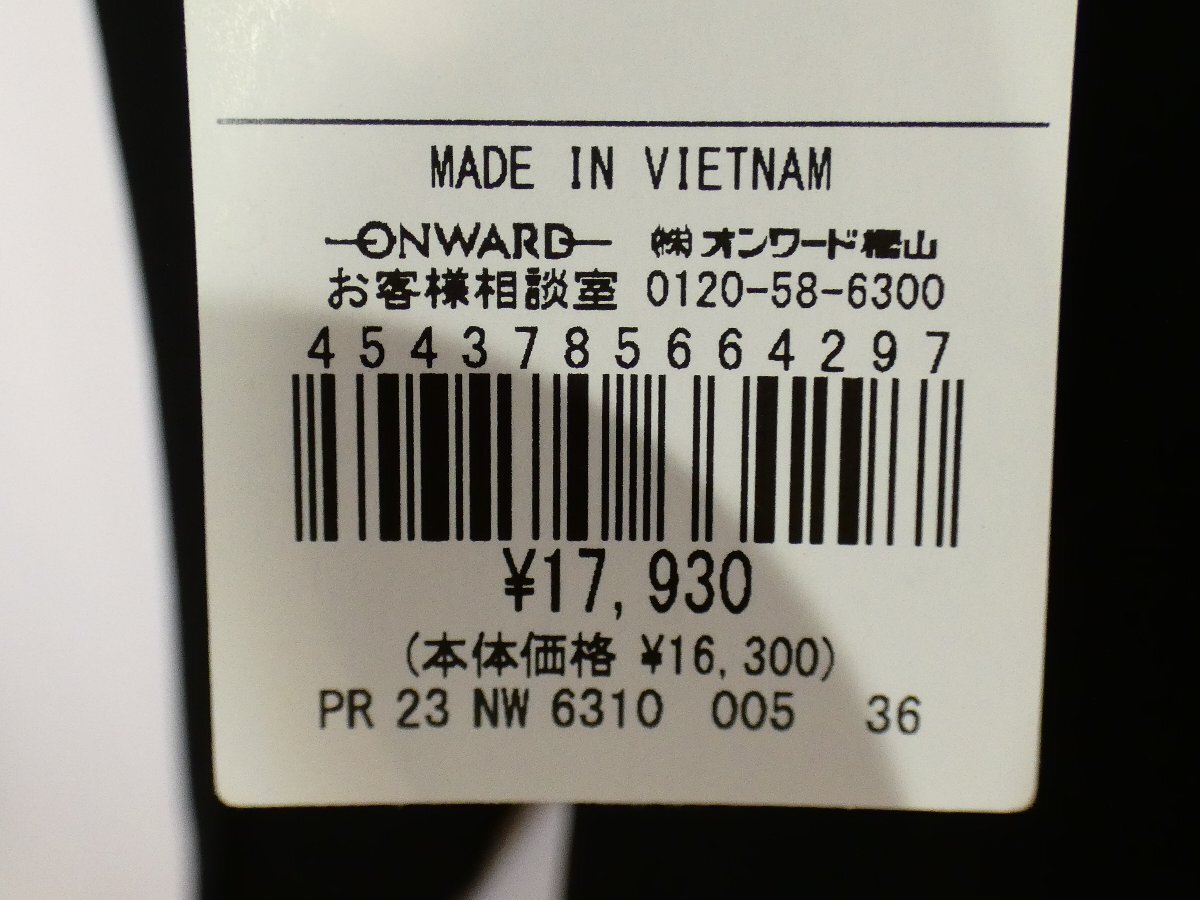 MADE IN VIETNAM
ONWARD ㈱オンワード樫山
お客様相談室 0120-58-6300
4543785664297
¥17,930
(本体価格 ¥16,300)
PR 23 NW 6310 005 36